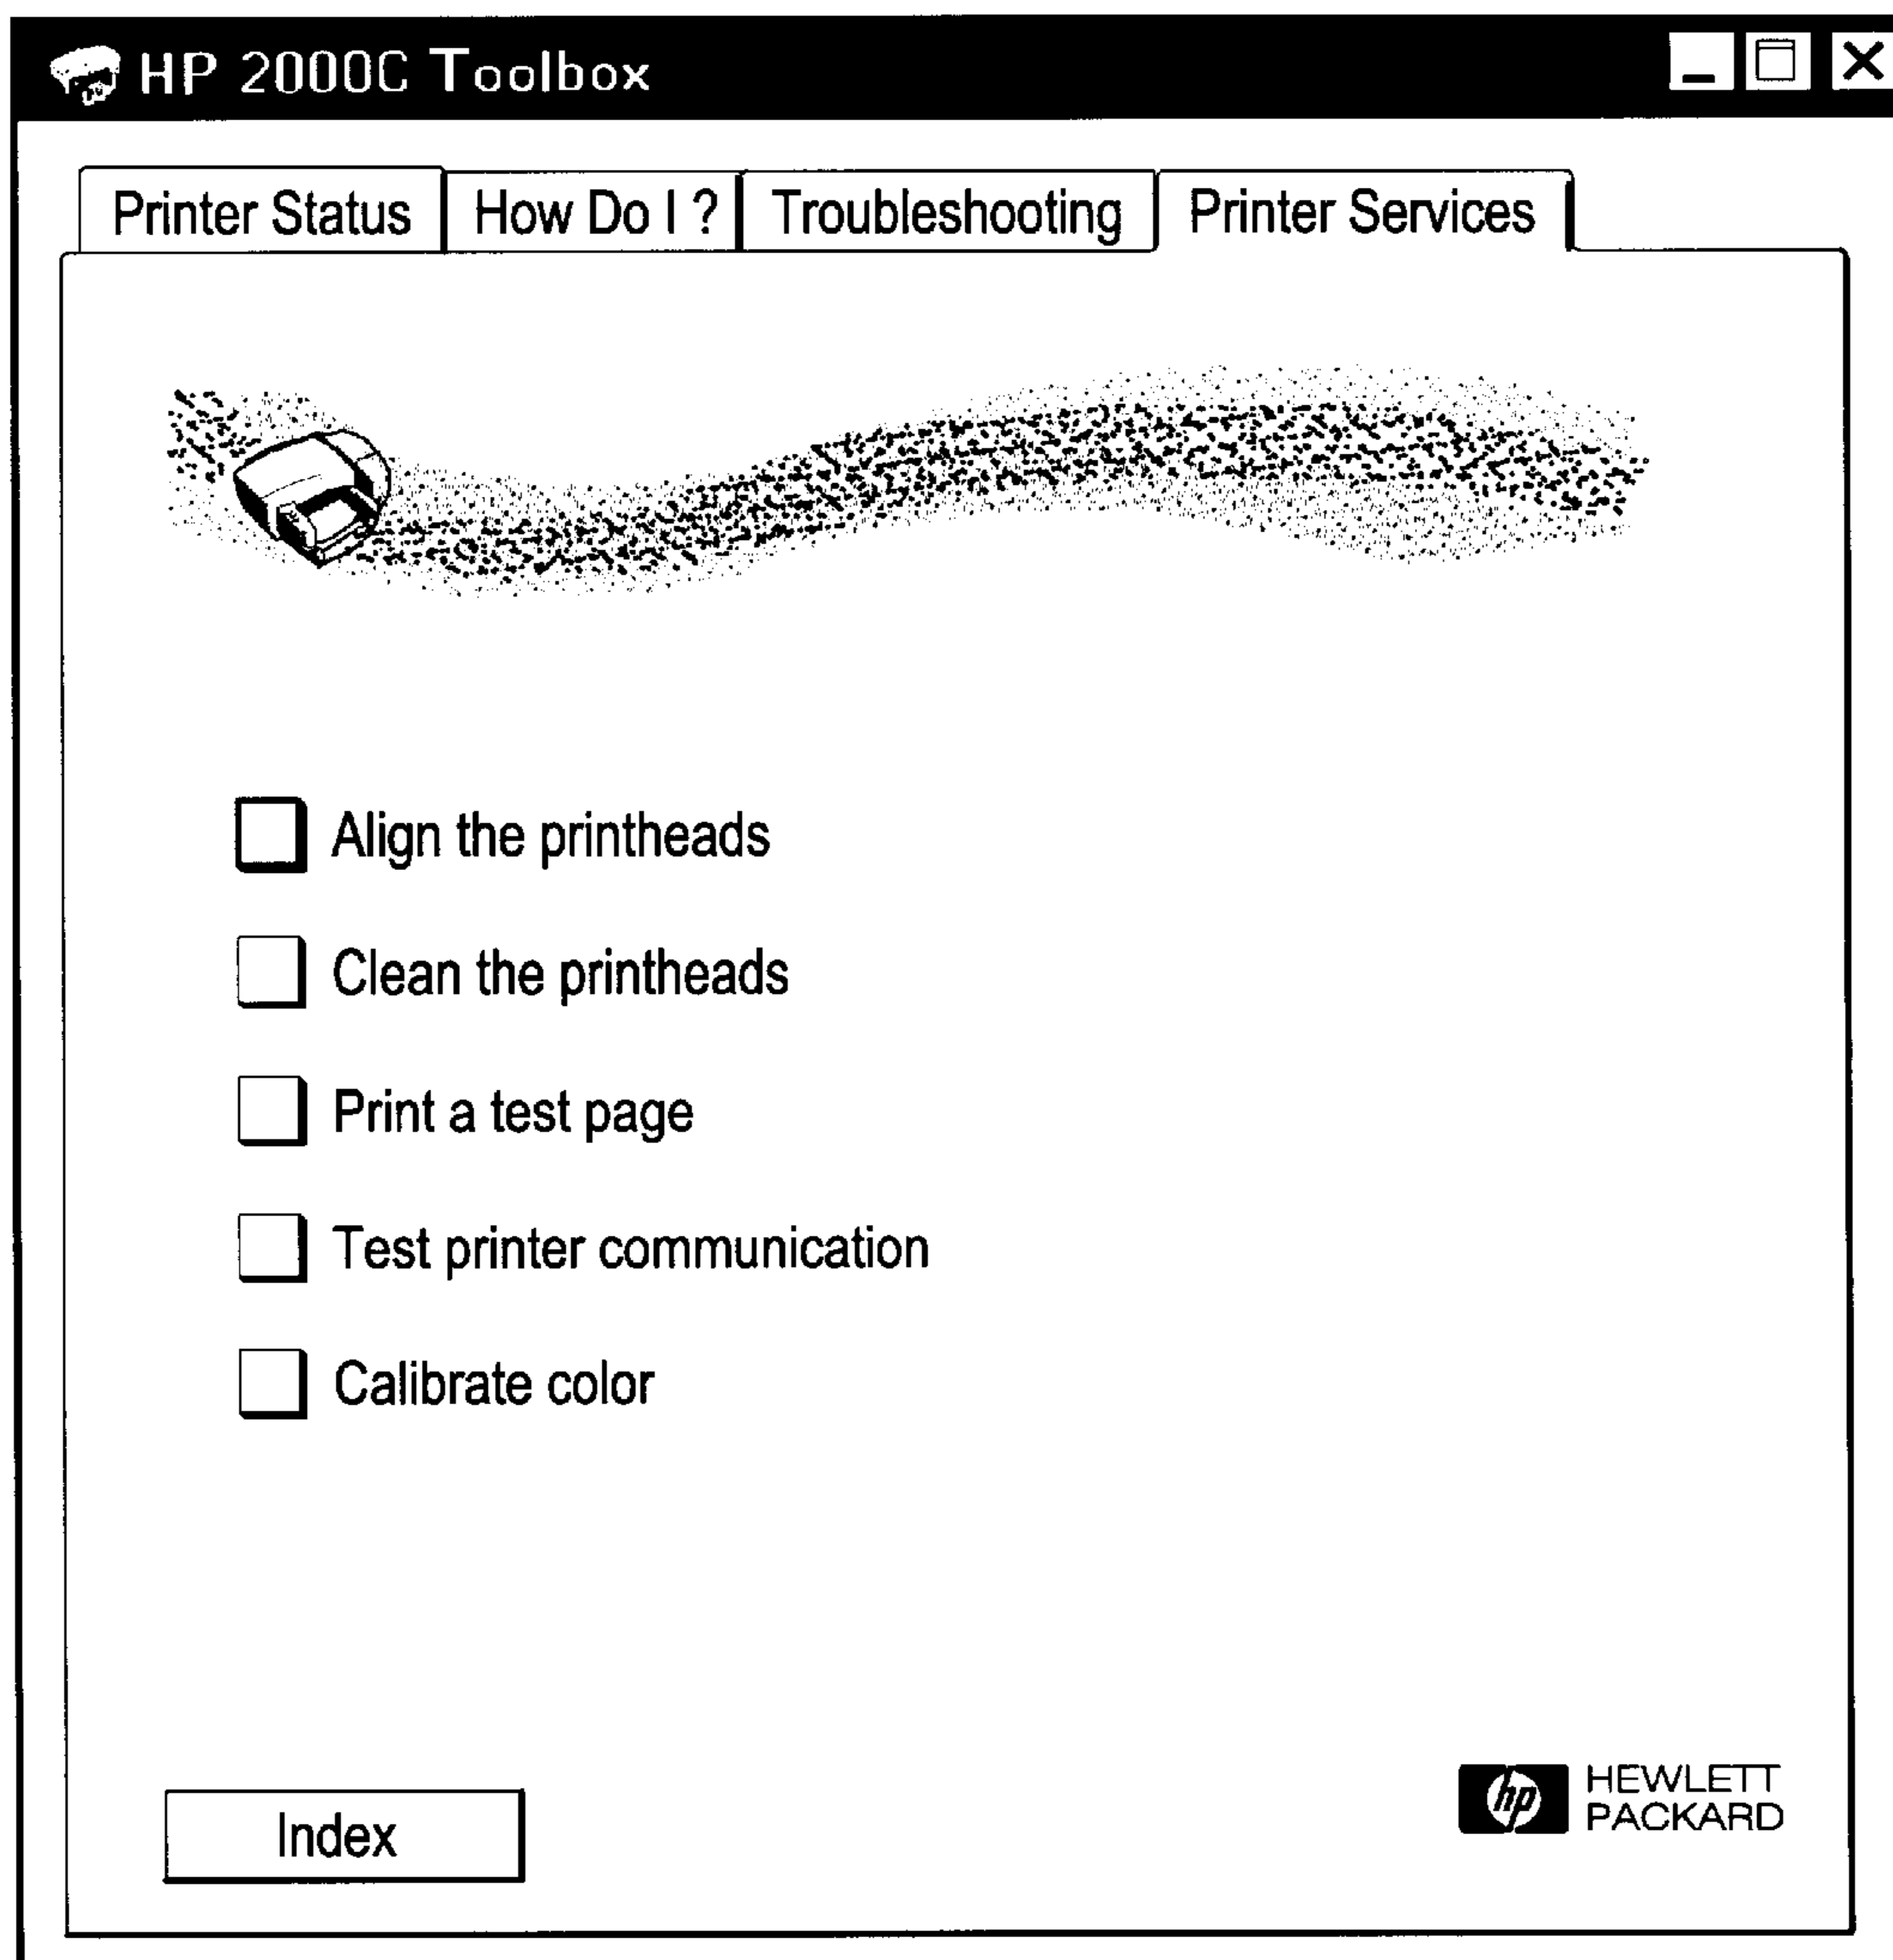 HP 2000C Toolbox
Printer Status How Do I ? Troubleshooting Printer Services
Align the printheads
Clean the printheads
Print a test page
Test printer communication
Calibrate color
Index
hp HEWLETT
PACKARD